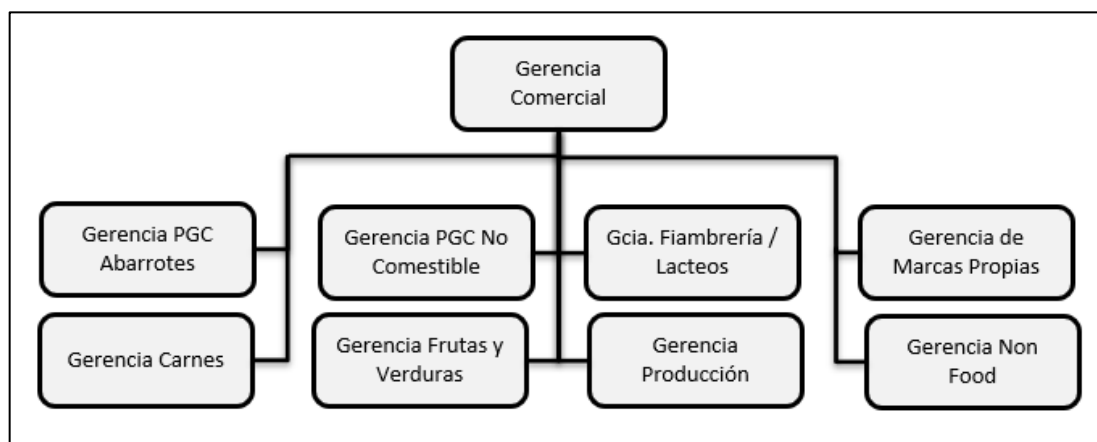 Gerencia
Comercial
Gerencia PGC
Abarrotes
Gerencia PGC No
Comestible
Gcia. Fiambrería /
Lacteos
Gerencia de
Marcas Propias
Gerencia Carnes
Gerencia Frutas y
Verduras
Gerencia
Producción
Gerencia Non
Food